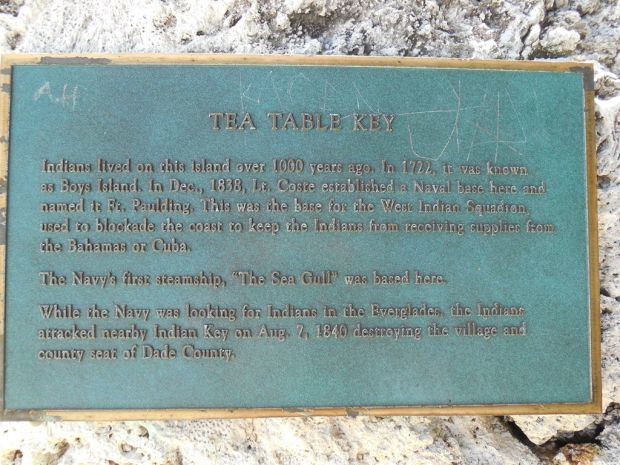 A.H
TEA TABLE KEY
Indians lived on this island over 1000 years ago. In 1772, it was known
as Boys Island. In Dec., 1838, Lt. Coste established a Naval base here and
named it Ft. Paulding. This was the base for the West Indian Squadron,
used to blockade the coast to keep the Indians from receiving supplies from
the Bahamas or Cuba.
The Navy's first steamship, "The Sea Gull" was based here.
While the Navy was looking for Indians in the Everglades, the Indians
attacked nearby Indian Key on Aug. 7, 1840 destroying the village and
county seat of Dade County.